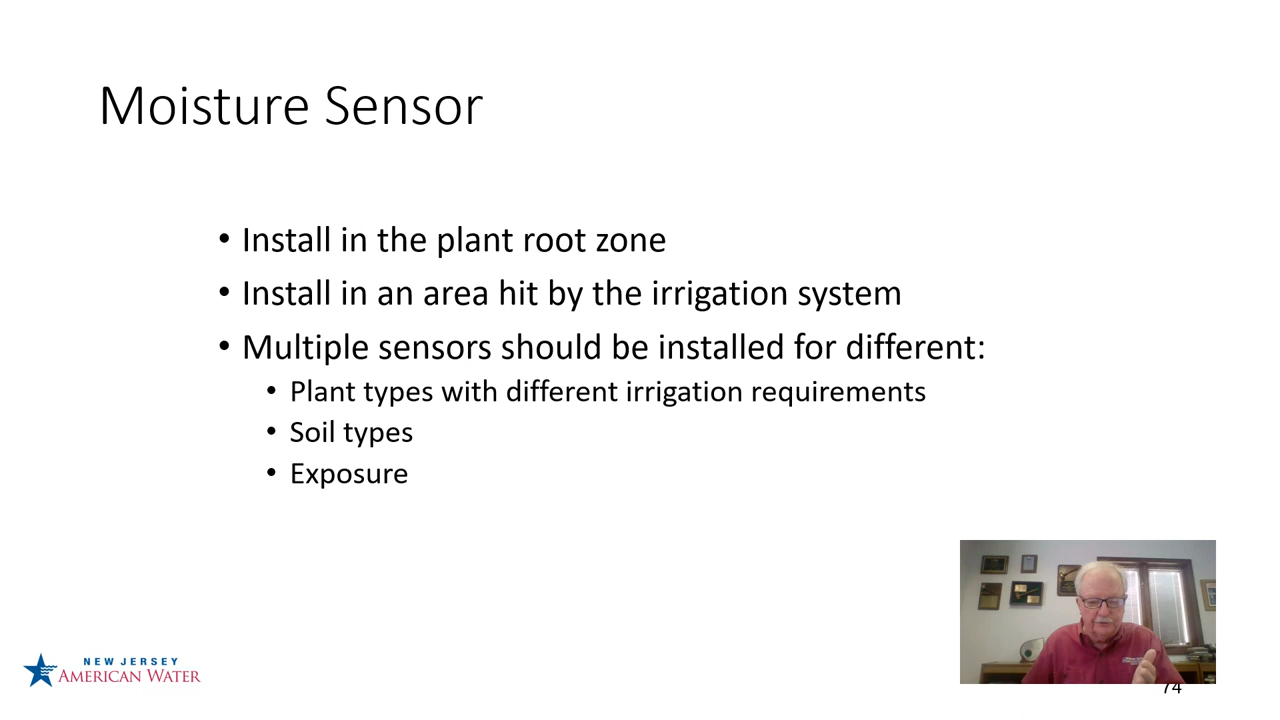 Moisture Sensor
• Install in the plant root zone
• Install in an area hit by the irrigation system
• Multiple sensors should be installed for different:
• Plant types with different irrigation requirements
• Soil types
• Exposure
NEW JERSEY
AMERICAN WATER
74